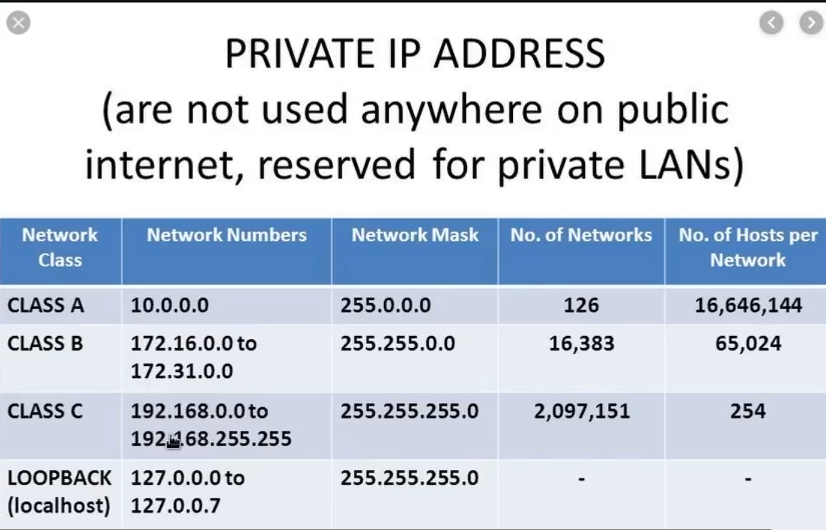 PRIVATE IP ADDRESS
(are not used anywhere on public
internet, reserved for private LANs)
Network Class | Network Numbers | Network Mask | No. of Networks | No. of Hosts per Network
CLASS A | 10.0.0.0 | 255.0.0.0 | 126 | 16,646,144
CLASS B | 172.16.0.0 to 172.31.0.0 | 255.255.0.0 | 16,383 | 65,024
CLASS C | 192.168.0.0 to 192.168.255.255 | 255.255.255.0 | 2,097,151 | 254
LOOPBACK (localhost) | 127.0.0.0 to 127.0.0.7 | 255.255.255.0 | - | -